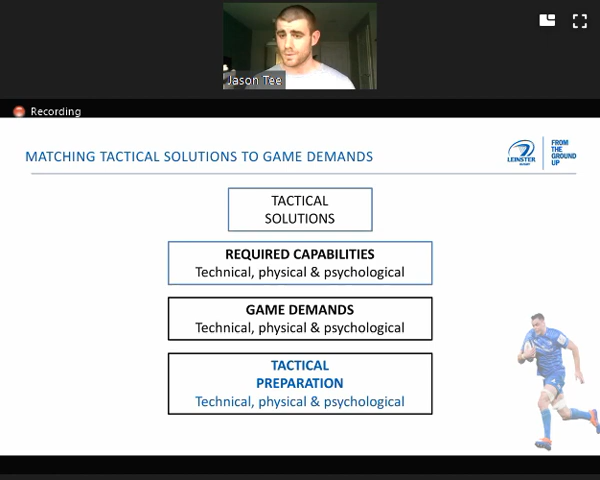 Jason Tee
Recording
MATCHING TACTICAL SOLUTIONS TO GAME DEMANDS
LEINSTER
RUGBY
FROM
THE
GROUND
UP
TACTICAL
SOLUTIONS
REQUIRED CAPABILITIES
Technical, physical & psychological
GAME DEMANDS
Technical, physical & psychological
TACTICAL
PREPARATION
Technical, physical & psychological